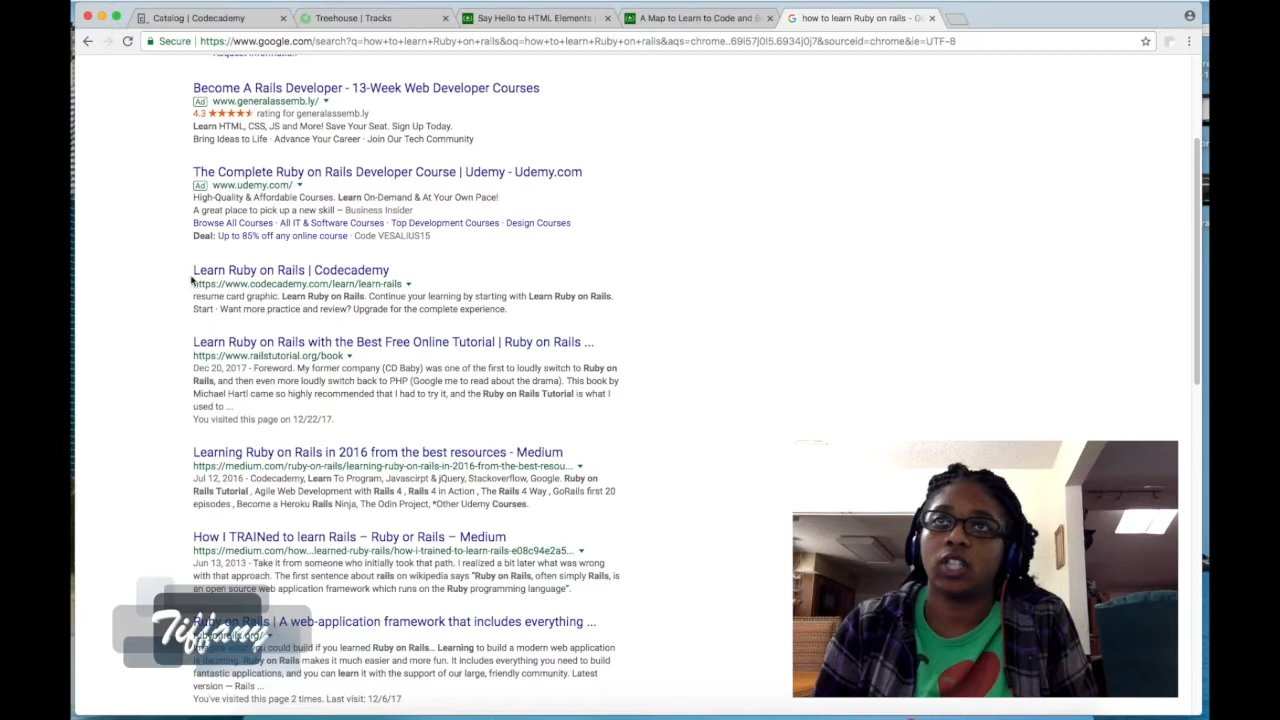 Catalog | Codecademy
Treehouse | Tracks
Say Hello to HTML Elements |
A Map to Learn to Code and B
how to learn Ruby on rails - G
Secure | https://www.google.com/search?q=how+to+learn+Ruby+on+rails&oq=how+to+learn+Ruby+on+rails&aqs=chrome..69i57j0l5.6934j0j7&sourceid=chrome&ie=UTF-8
Request Information
Become A Rails Developer - 13-Week Web Developer Courses
Ad www.generalassemb.ly/
4.3 ★★★★★ rating for generalassemb.ly
Learn HTML, CSS, JS and More! Save Your Seat. Sign Up Today.
Bring Ideas to Life · Advance Your Career · Join Our Tech Community
The Complete Ruby on Rails Developer Course | Udemy - Udemy.com
Ad www.udemy.com/
High-Quality & Affordable Courses. Learn On-Demand & At Your Own Pace!
A great place to pick up a new skill – Business Insider
Browse All Courses · All IT & Software Courses · Top Development Courses · Design Courses
Deal: Up to 85% off any online course · Code VESALIUS15
Learn Ruby on Rails | Codecademy
https://www.codecademy.com/learn/learn-rails
resume card graphic. Learn Ruby on Rails. Continue your learning by starting with Learn Ruby on Rails.
Start · Want more practice and review? Upgrade for the complete experience.
Learn Ruby on Rails with the Best Free Online Tutorial | Ruby on Rails ...
https://www.railstutorial.org/book
Dec 20, 2017 - Foreword. My former company (CD Baby) was one of the first to loudly switch to Ruby on
Rails, and then even more loudly switch back to PHP (Google me to read about the drama). This book by
Michael Hartl came so highly recommended that I had to try it, and the Ruby on Rails Tutorial is what I
used to ...
You visited this page on 12/22/17.
Learning Ruby on Rails in 2016 from the best resources - Medium
https://medium.com/ruby-on-rails/learning-ruby-on-rails-in-2016-from-the-best-resou...
Jul 12, 2016 - Codecademy, Learn To Program, Javascirpt & jQuery, Stackoverflow, Google. Ruby on
Rails Tutorial , Agile Web Development with Rails 4 , Rails 4 in Action , The Rails 4 Way , GoRails first 20
episodes , Become a Heroku Rails Ninja, The Odin Project, *Other Udemy Courses.
How I TRAINed to learn Rails – Ruby or Rails – Medium
https://medium.com/how...learned-ruby-rails/how-i-trained-to-learn-rails-e08c94e2a5...
Jun 13, 2013 - Take it from someone who initially took that path. I realized a bit later what was wrong
with that approach. The first sentence about rails on wikipedia says "Ruby on Rails, often simply Rails, is
an open source web application framework which runs on the Ruby programming language".
Ruby on Rails | A web-application framework that includes everything ...
rubyonrails.org/
Imagine what you could build if you learned Ruby on Rails... Learning to build a modern web application
is daunting. Ruby on Rails makes it much easier and more fun. It includes everything you need to build
fantastic applications, and you can learn it with the support of our large, friendly community. Latest
version — Rails ...
You've visited this page 2 times. Last visit: 12/6/17
Tiffany